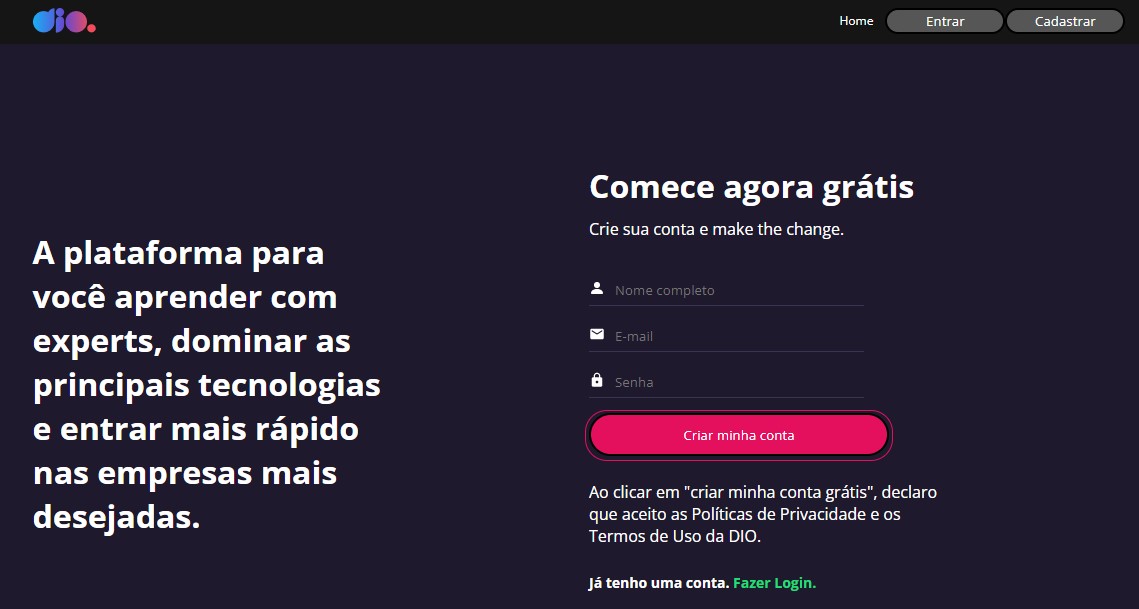 dio.
Home
Entrar
Cadastrar
A plataforma para
você aprender com
experts, dominar as
principais tecnologias
e entrar mais rápido
nas empresas mais
desejadas.
Comece agora grátis
Crie sua conta e make the change.
Nome completo
E-mail
Senha
Criar minha conta
Ao clicar em "criar minha conta grátis", declaro
que aceito as Políticas de Privacidade e os
Termos de Uso da DIO.
Já tenho uma conta. Fazer Login.